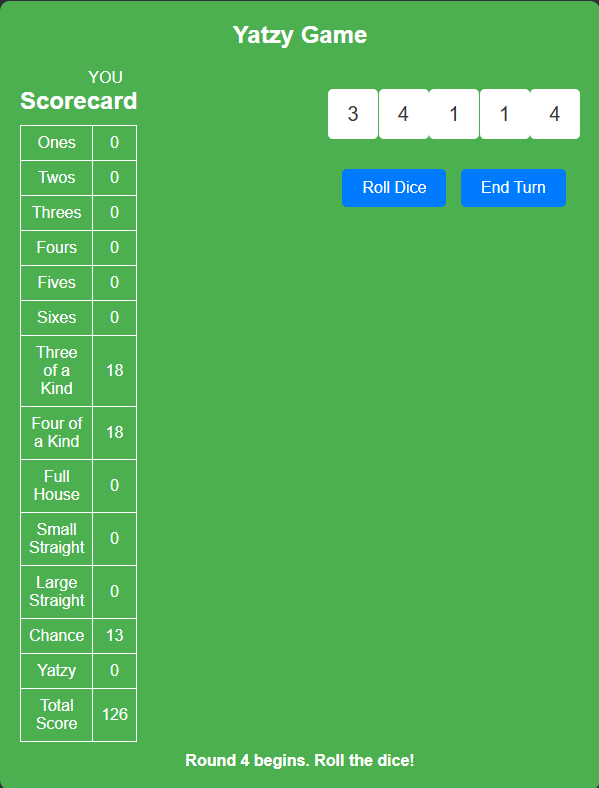 Yatzy Game
YOU
Scorecard
3 4 1 1 4
Roll Dice End Turn
Ones 0
Twos 0
Threes 0
Fours 0
Fives 0
Sixes 0
Three
of a
Kind
18
Four of
a Kind
18
Full
House
0
Small
Straight
0
Large
Straight
0
Chance 13
Yatzy 0
Total
Score
126
Round 4 begins. Roll the dice!